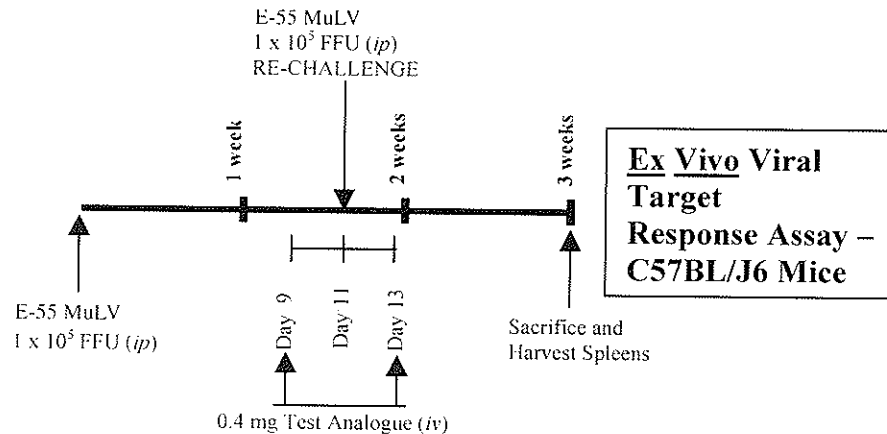 E-55 MuLV
1 x 10⁵ FFU (ip)
RE-CHALLENGE
1 week
2 weeks
3 weeks
Ex Vivo Viral
Target
Response Assay –
C57BL/J6 Mice
E-55 MuLV
1 x 10⁵ FFU (ip)
Day 9
Day 11
Day 13
Sacrifice and
Harvest Spleens
0.4 mg Test Analogue (iv)